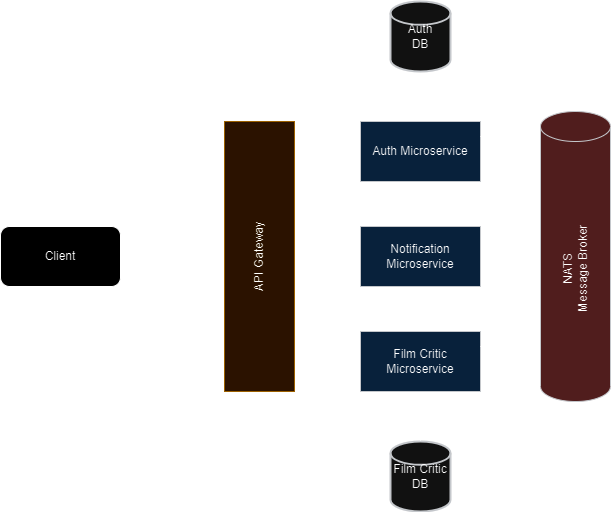 Auth
DB
Auth Microservice
Client
API Gateway
Notification
Microservice
NATS
Message Broker
Film Critic
Microservice
Film Critic
DB